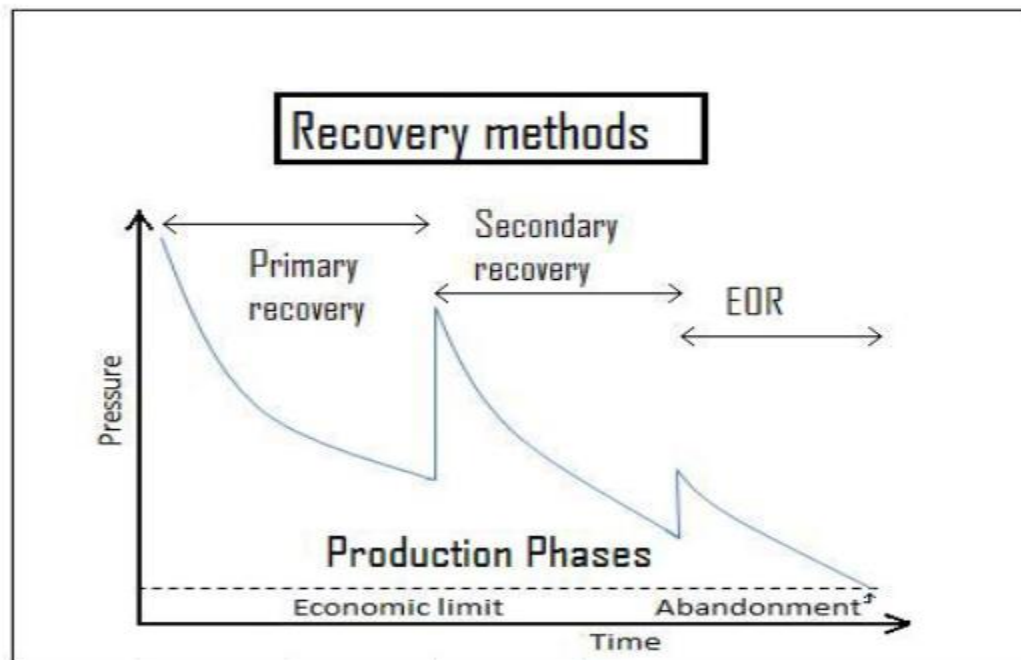 Recovery methods
Primary
recovery
Secondary
recovery
EOR
Pressure
Production Phases
Economic limit
Abandonment
Time